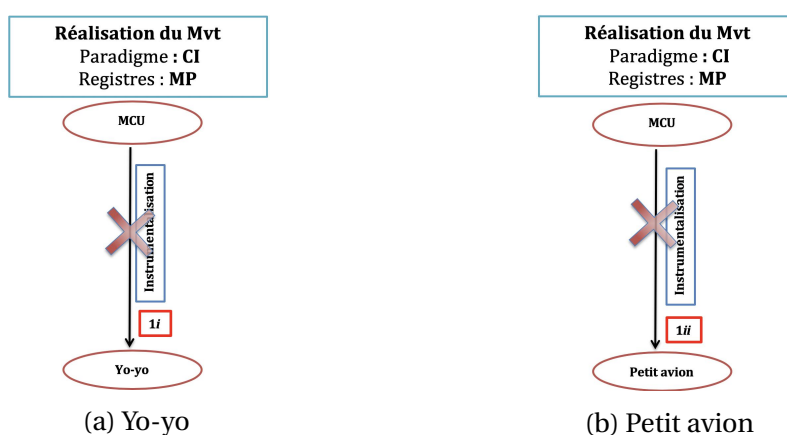 Réalisation du Mvt
Paradigme : CI
Registres : MP
MCU
Instrumentalisation
1i
Yo-yo
(a) Yo-yo
Réalisation du Mvt
Paradigme : CI
Registres : MP
MCU
Instrumentalisation
1ii
Petit avion
(b) Petit avion